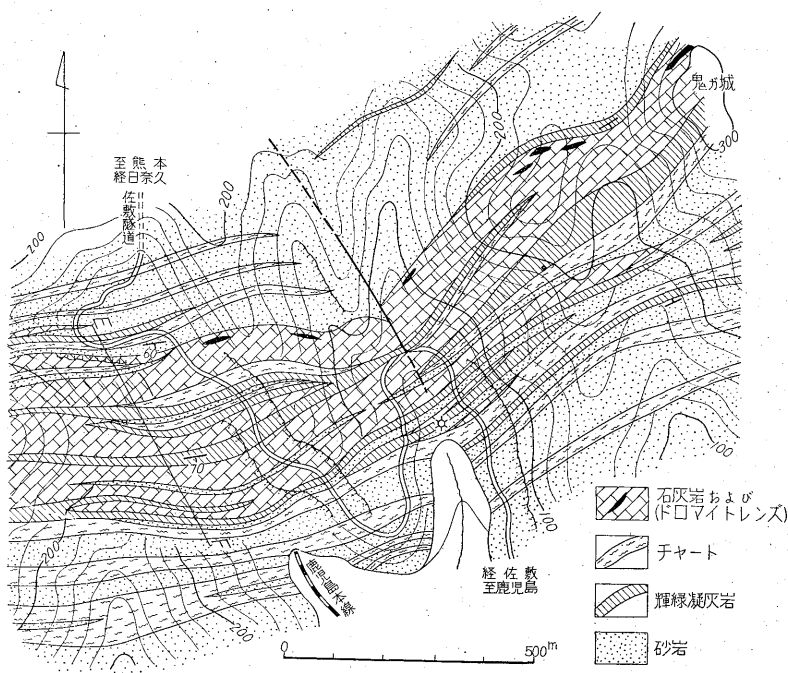 鬼ガ城
300
200
至熊本
経日奈久
佐敷隧道
200
200
60
70
100
200
200
100
鹿児島本線
経佐敷
至鹿児島
石灰岩および
(ドロマイトレンズ)
チャート
輝緑凝灰岩
砂岩
0
500m